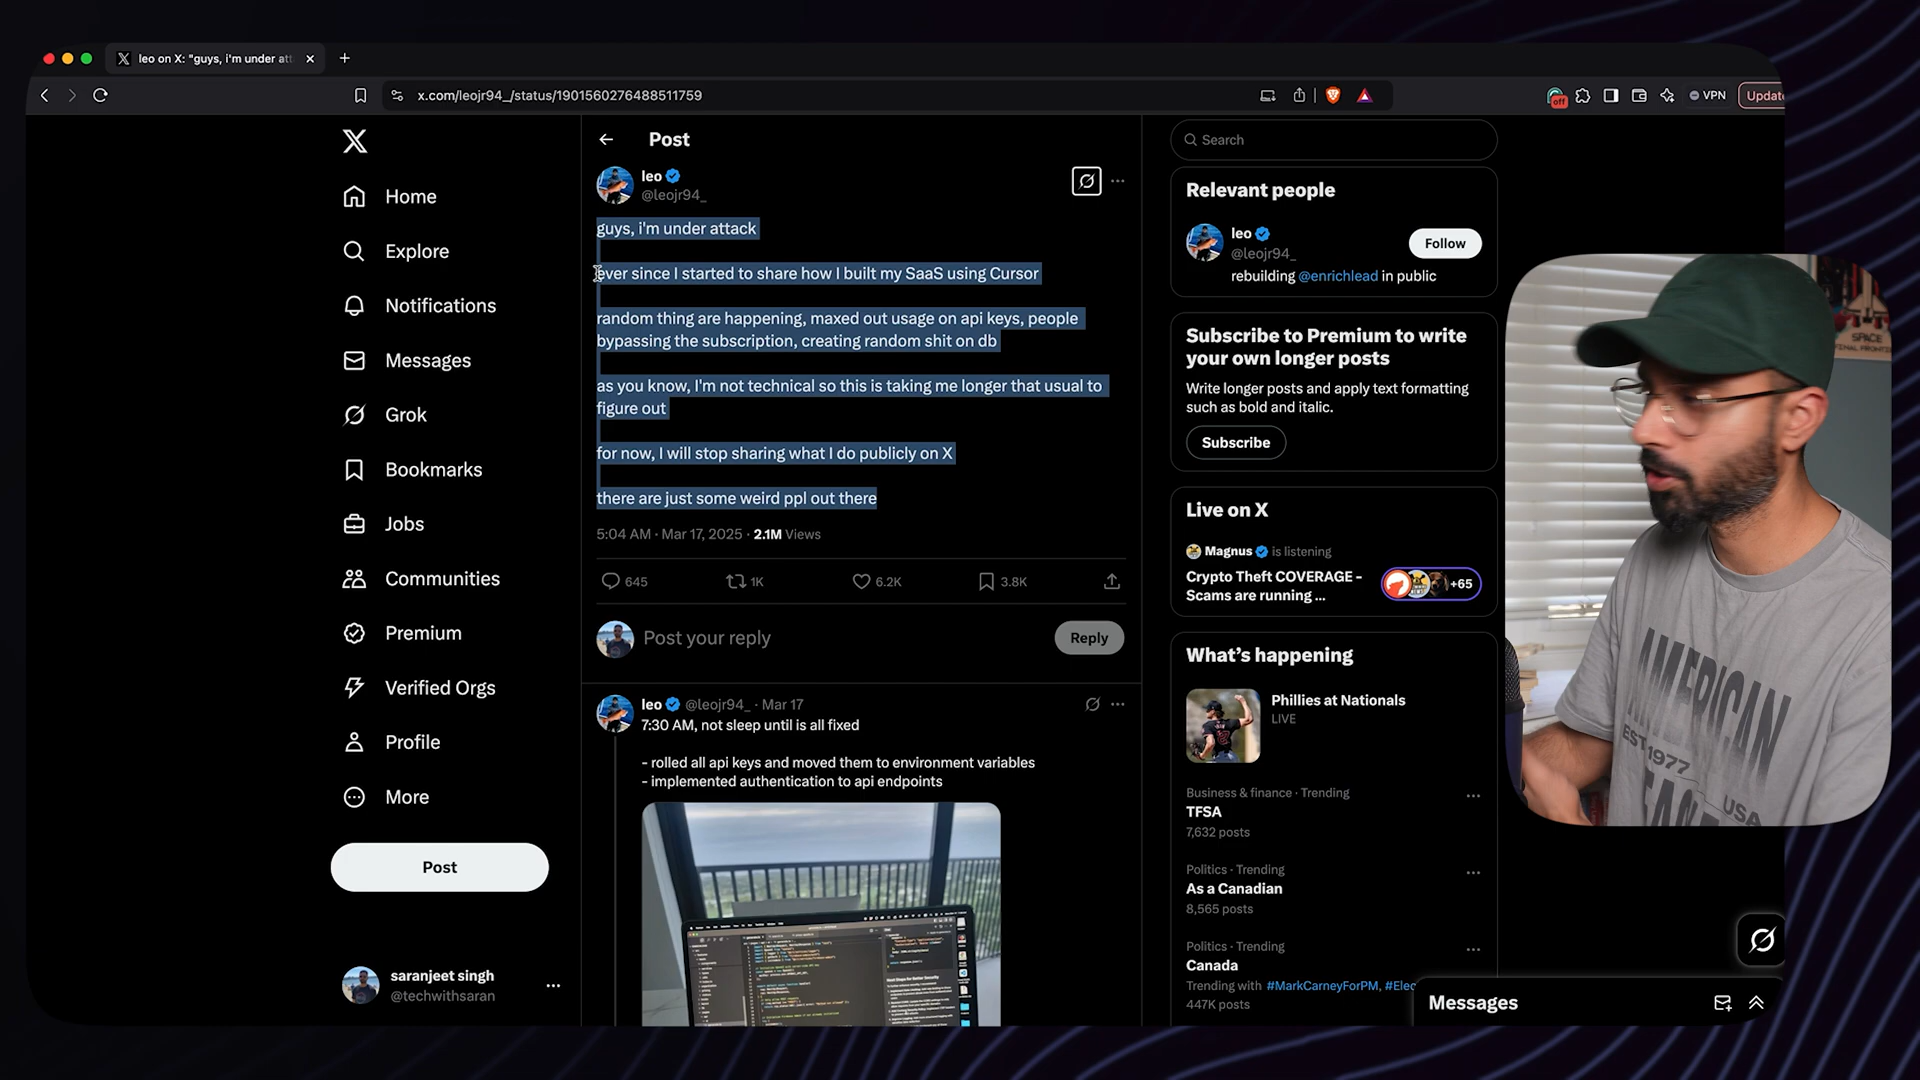 leo on X: "guys, i'm under att
x.com/leojr94_/status/1901560276488511759
off
VPN
Update
Home
Explore
Notifications
Messages
Grok
Bookmarks
Jobs
Communities
Premium
Verified Orgs
Profile
More
Post
saranjeet singh
@techwithsaran
Post
leo
@leojr94_
guys, i'm under attack
ever since I started to share how I built my SaaS using Cursor
random thing are happening, maxed out usage on api keys, people
bypassing the subscription, creating random shit on db
as you know, I'm not technical so this is taking me longer that usual to
figure out
for now, I will stop sharing what I do publicly on X
there are just some weird ppl out there
5:04 AM · Mar 17, 2025 · 2.1M Views
645 1K 6.2K 3.8K
Post your reply
Reply
leo @leojr94_ · Mar 17
7:30 AM, not sleep until is all fixed
- rolled all api keys and moved them to environment variables
- implemented authentication to api endpoints
Search
Relevant people
leo
@leojr94_
Follow
rebuilding @enrichlead in public
Subscribe to Premium to write
your own longer posts
Write longer posts and apply text formatting
such as bold and italic.
Subscribe
Live on X
Magnus is listening
Crypto Theft COVERAGE -
Scams are running ...
+65
What's happening
Phillies at Nationals
LIVE
Business & finance · Trending
TFSA
7,632 posts
Politics · Trending
As a Canadian
8,565 posts
Politics · Trending
Canada
Trending with #MarkCarneyForPM, #Elec
447K posts
Messages
SPACE
FINAL FRONTIER
AMERICAN
EST 1977
USA